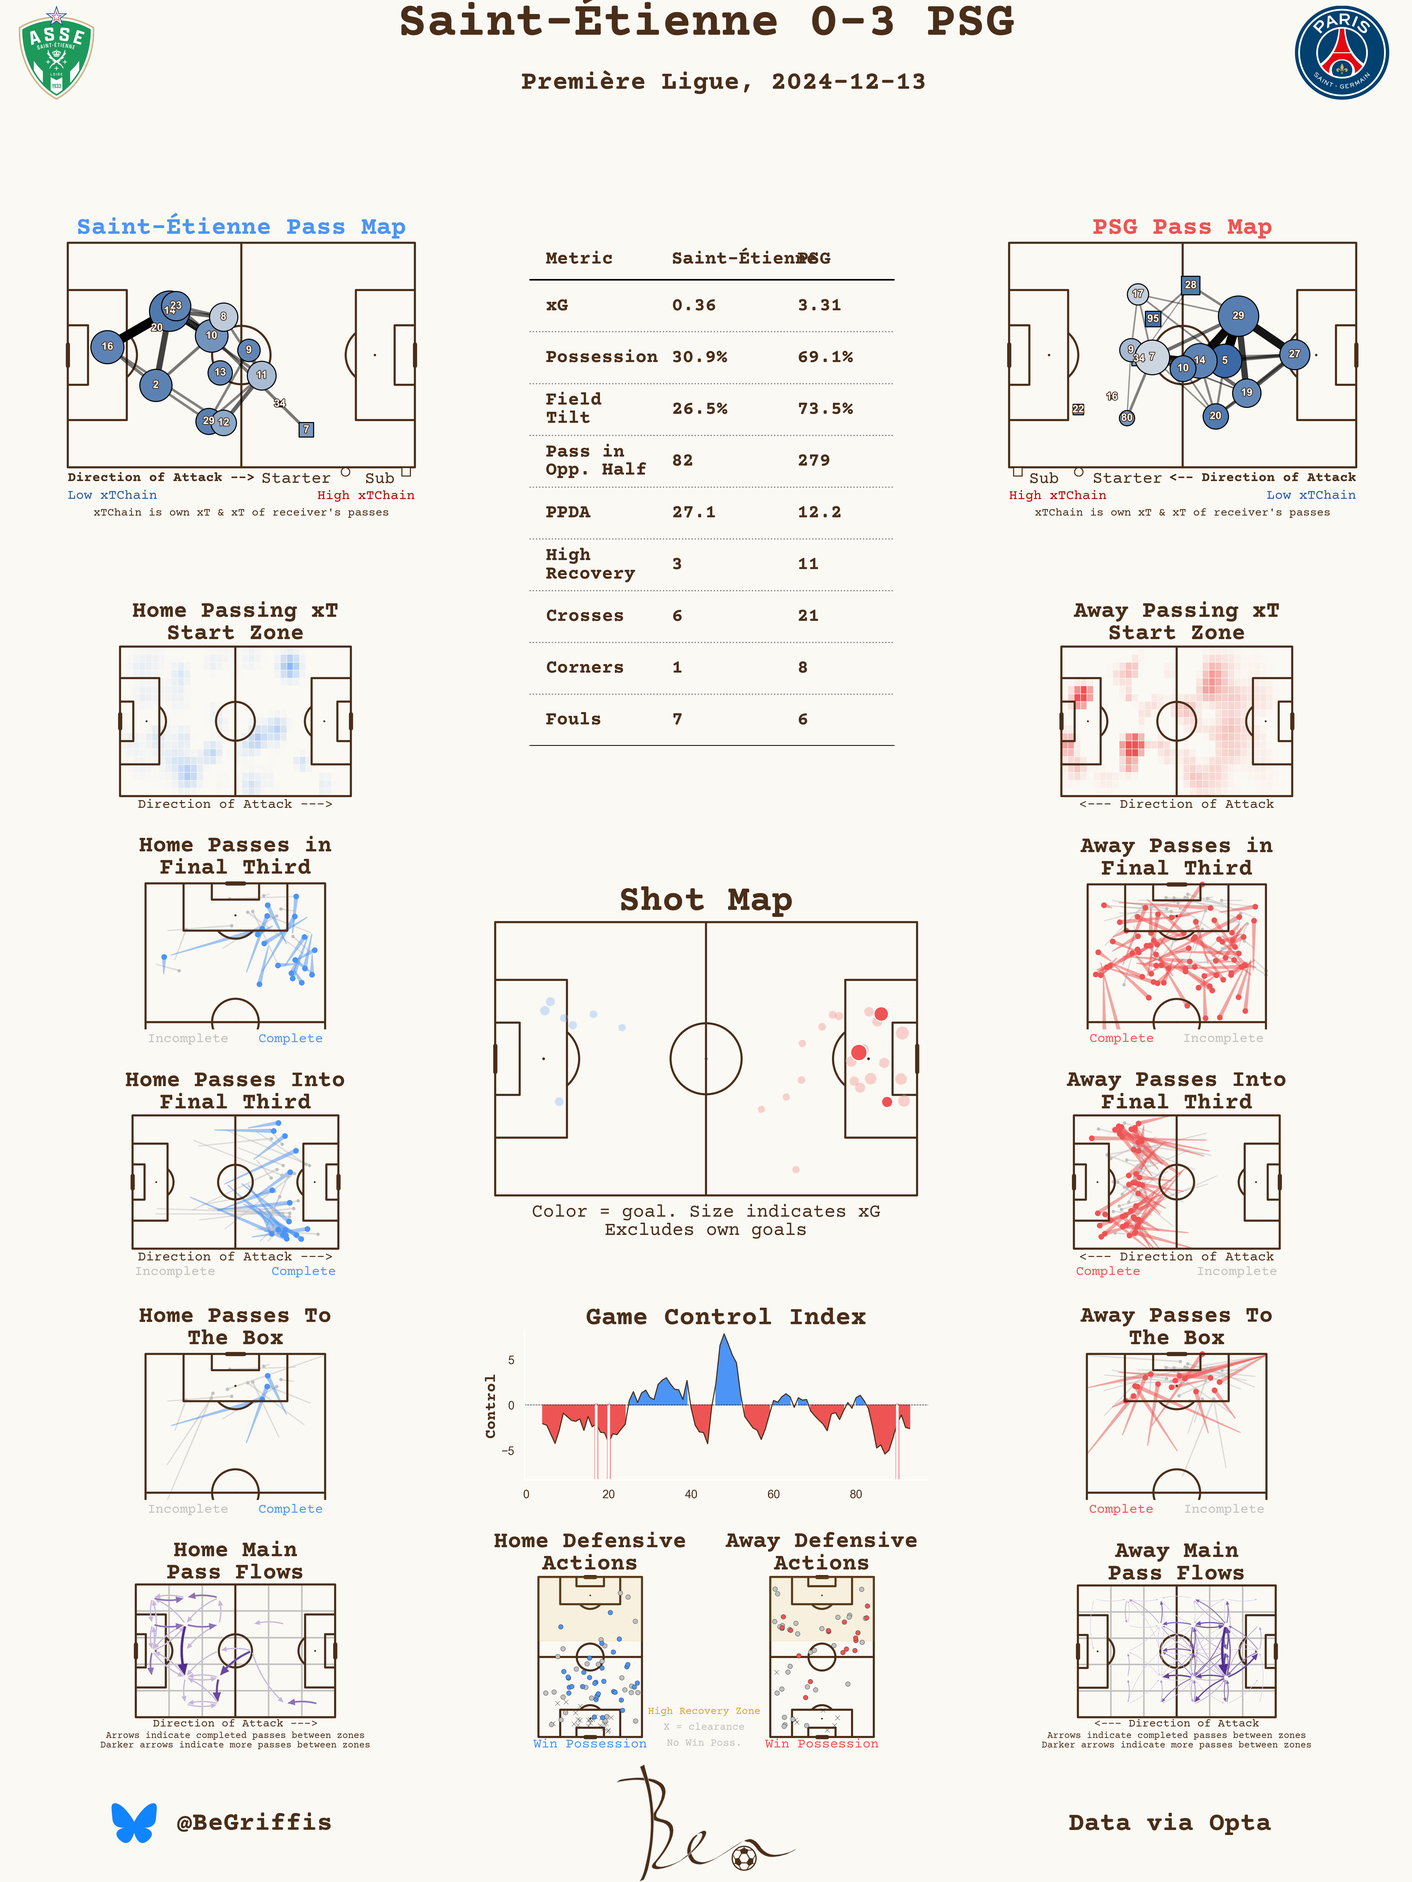 Saint-Étienne 0-3 PSG
Première Ligue, 2024-12-13
ASSE
SAINT-ÉTIENNE
LOIRE
1933
PARIS
SAINT-GERMAIN
Saint-Étienne Pass Map
14
23
8
20
10
16
9
13
11
2
34
29
12
7
Direction of Attack --> Starter Sub
Low xTChain High xTChain
xTChain is own xT & xT of receiver's passes
Metric Saint-Étienne PSG
xG 0.36 3.31
Possession 30.9% 69.1%
Field
Tilt 26.5% 73.5%
Pass in
Opp. Half 82 279
PPDA 27.1 12.2
High
Recovery 3 11
Crosses 6 21
Corners 1 8
Fouls 7 6
PSG Pass Map
17
28
95
29
9
34
7
14
5
27
10
19
16
22
80
20
Sub Starter <-- Direction of Attack
High xTChain Low xTChain
xTChain is own xT & xT of receiver's passes
Home Passing xT
Start Zone
Direction of Attack --->
Away Passing xT
Start Zone
<--- Direction of Attack
Home Passes in
Final Third
Incomplete Complete
Shot Map
Color = goal. Size indicates xG
Excludes own goals
Away Passes in
Final Third
Complete Incomplete
Home Passes Into
Final Third
Direction of Attack --->
Incomplete Complete
Away Passes Into
Final Third
<--- Direction of Attack
Complete Incomplete
Home Passes To
The Box
Incomplete Complete
Game Control Index
Control
5
0
−5
0 20 40 60 80
Away Passes To
The Box
Complete Incomplete
Home Main
Pass Flows
Direction of Attack --->
Arrows indicate completed passes between zones
Darker arrows indicate more passes between zones
Home Defensive
Actions
Win Possession
High Recovery Zone
X = clearance
No Win Poss.
Away Defensive
Actions
Win Possession
Away Main
Pass Flows
<--- Direction of Attack
Arrows indicate completed passes between zones
Darker arrows indicate more passes between zones
@BeGriffis
Ben
Data via Opta